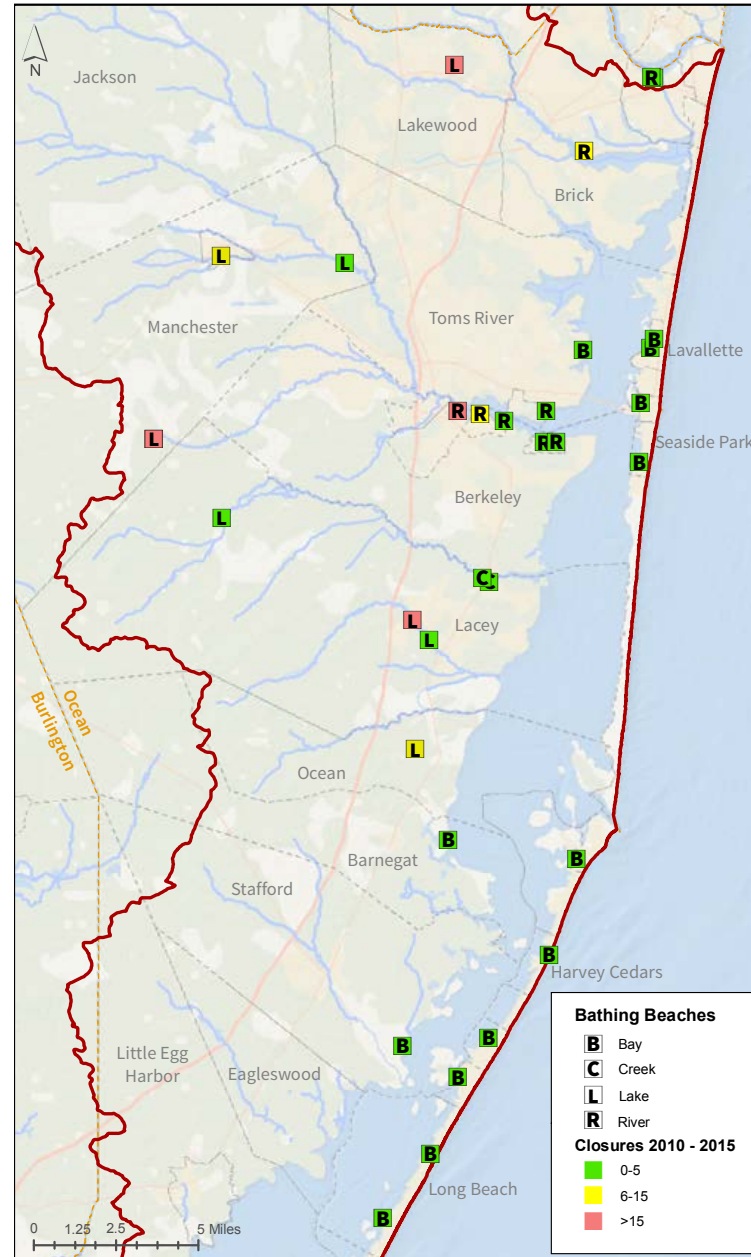 N
Jackson
L
R
Lakewood
R
Brick
L
L
Manchester
Toms River
B
B
B
Lavallette
B
R
R
R
R
L
R
R
Seaside Park
B
Berkeley
L
C
C
L
Lacey
L
Ocean
Burlington
L
Ocean
B
Barnegat
B
Stafford
B
Harvey Cedars
B
B
Little Egg
Harbor
Eagleswood
B
B
Long Beach
B
0 1.25 2.5 5 Miles
Bathing Beaches
B Bay
C Creek
L Lake
R River
Closures 2010 - 2015
0-5
6-15
>15